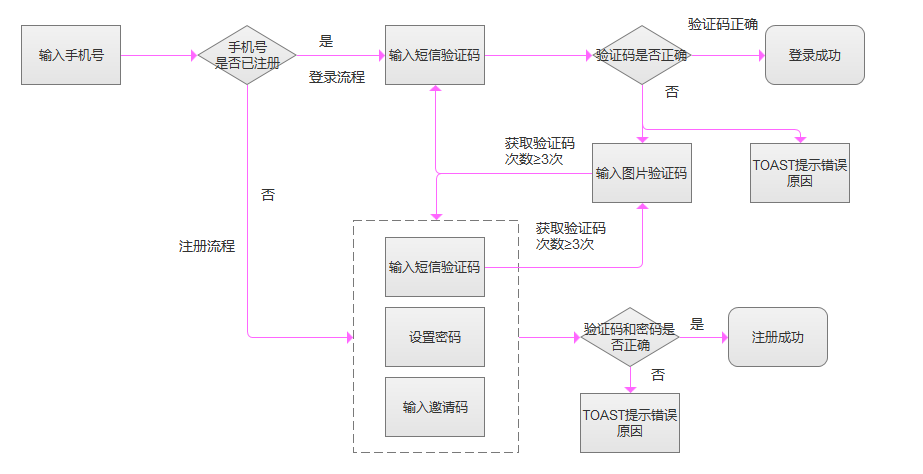 验证码正确
输入手机号
手机号
是否已注册
是
登录流程
输入短信验证码
验证码是否正确
登录成功
否
获取验证码
次数≥3次
输入图片验证码
TOAST提示错误
原因
否
注册流程
获取验证码
次数≥3次
输入短信验证码
设置密码
输入邀请码
验证码和密码是
否正确
是
注册成功
否
TOAST提示错误
原因